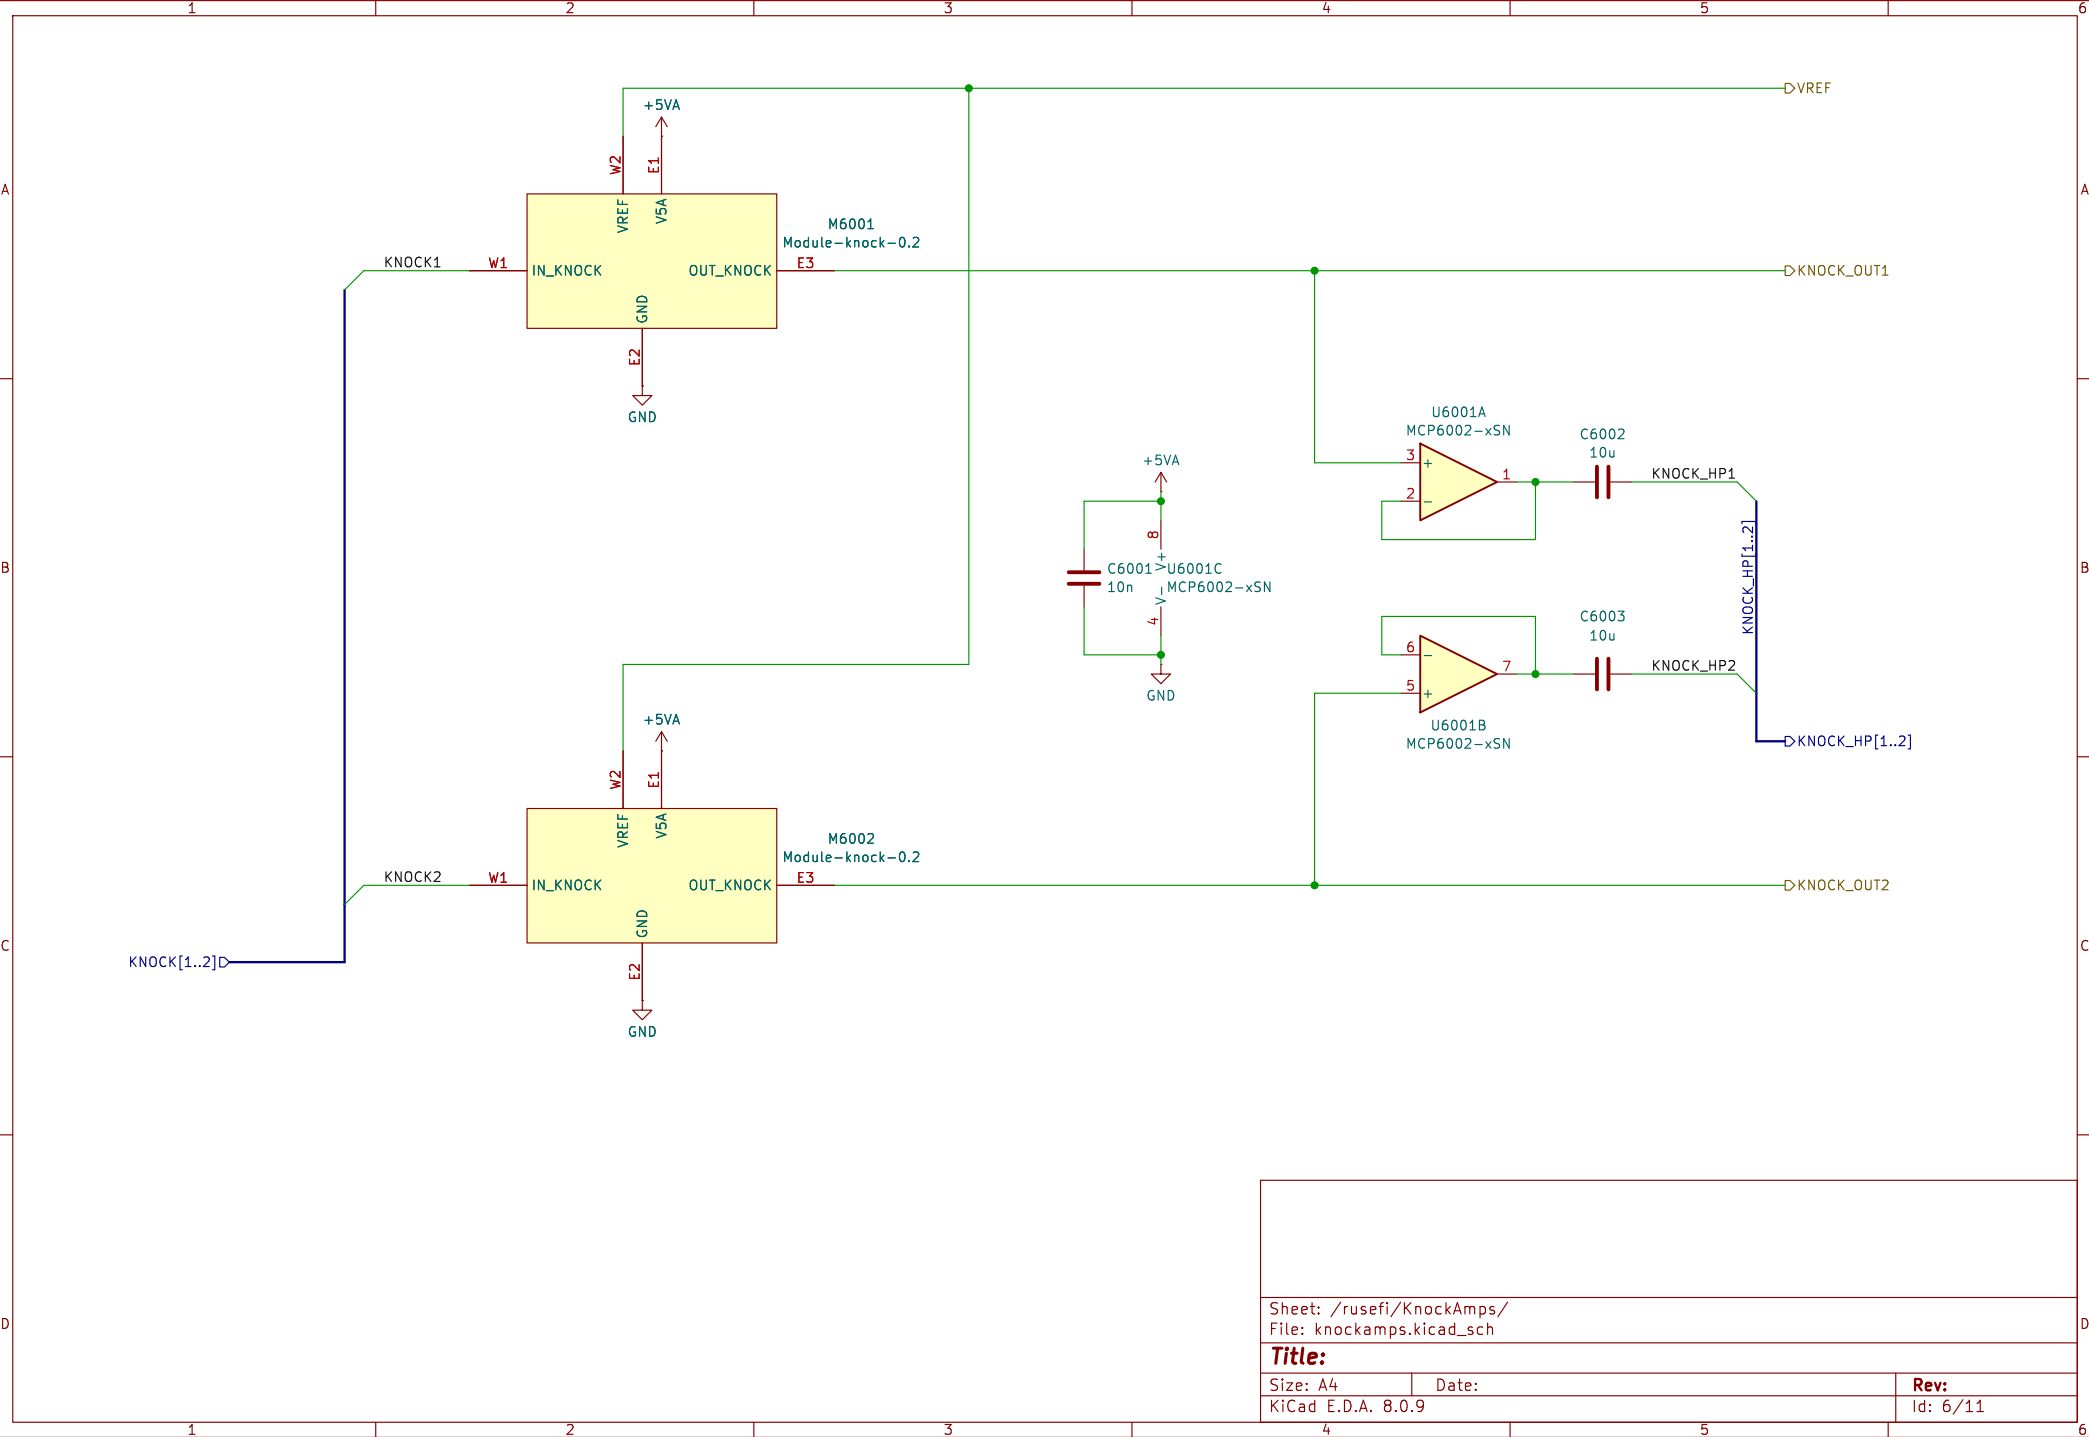 1 2 3 4 5 6
VREF
+5VA
W2
E1
A
A
VREF
V5A
M6001
Module-knock-0.2
KNOCK1
W1
IN_KNOCK
OUT_KNOCK
E3
KNOCK_OUT1
GND
E2
GND
U6001A
MCP6002-xSN
C6002
10u
3
+
1
2
-
KNOCK_HP1
+5VA
8
V+
C6001
10n
U6001C
MCP6002-xSN
V-
4
GND
B
B
KNOCK_HP[1..2]
C6003
10u
6
-
7
5
+
KNOCK_HP2
U6001B
MCP6002-xSN
KNOCK_HP[1..2]
+5VA
W2
E1
VREF
V5A
M6002
Module-knock-0.2
KNOCK2
W1
IN_KNOCK
OUT_KNOCK
E3
KNOCK_OUT2
GND
E2
GND
C
C
KNOCK[1..2]
D
D
Sheet: /rusefi/KnockAmps/
File: knockamps.kicad_sch
Title:
Size: A4
Date:
Rev:
KiCad E.D.A. 8.0.9
Id: 6/11
1 2 3 4 5 6